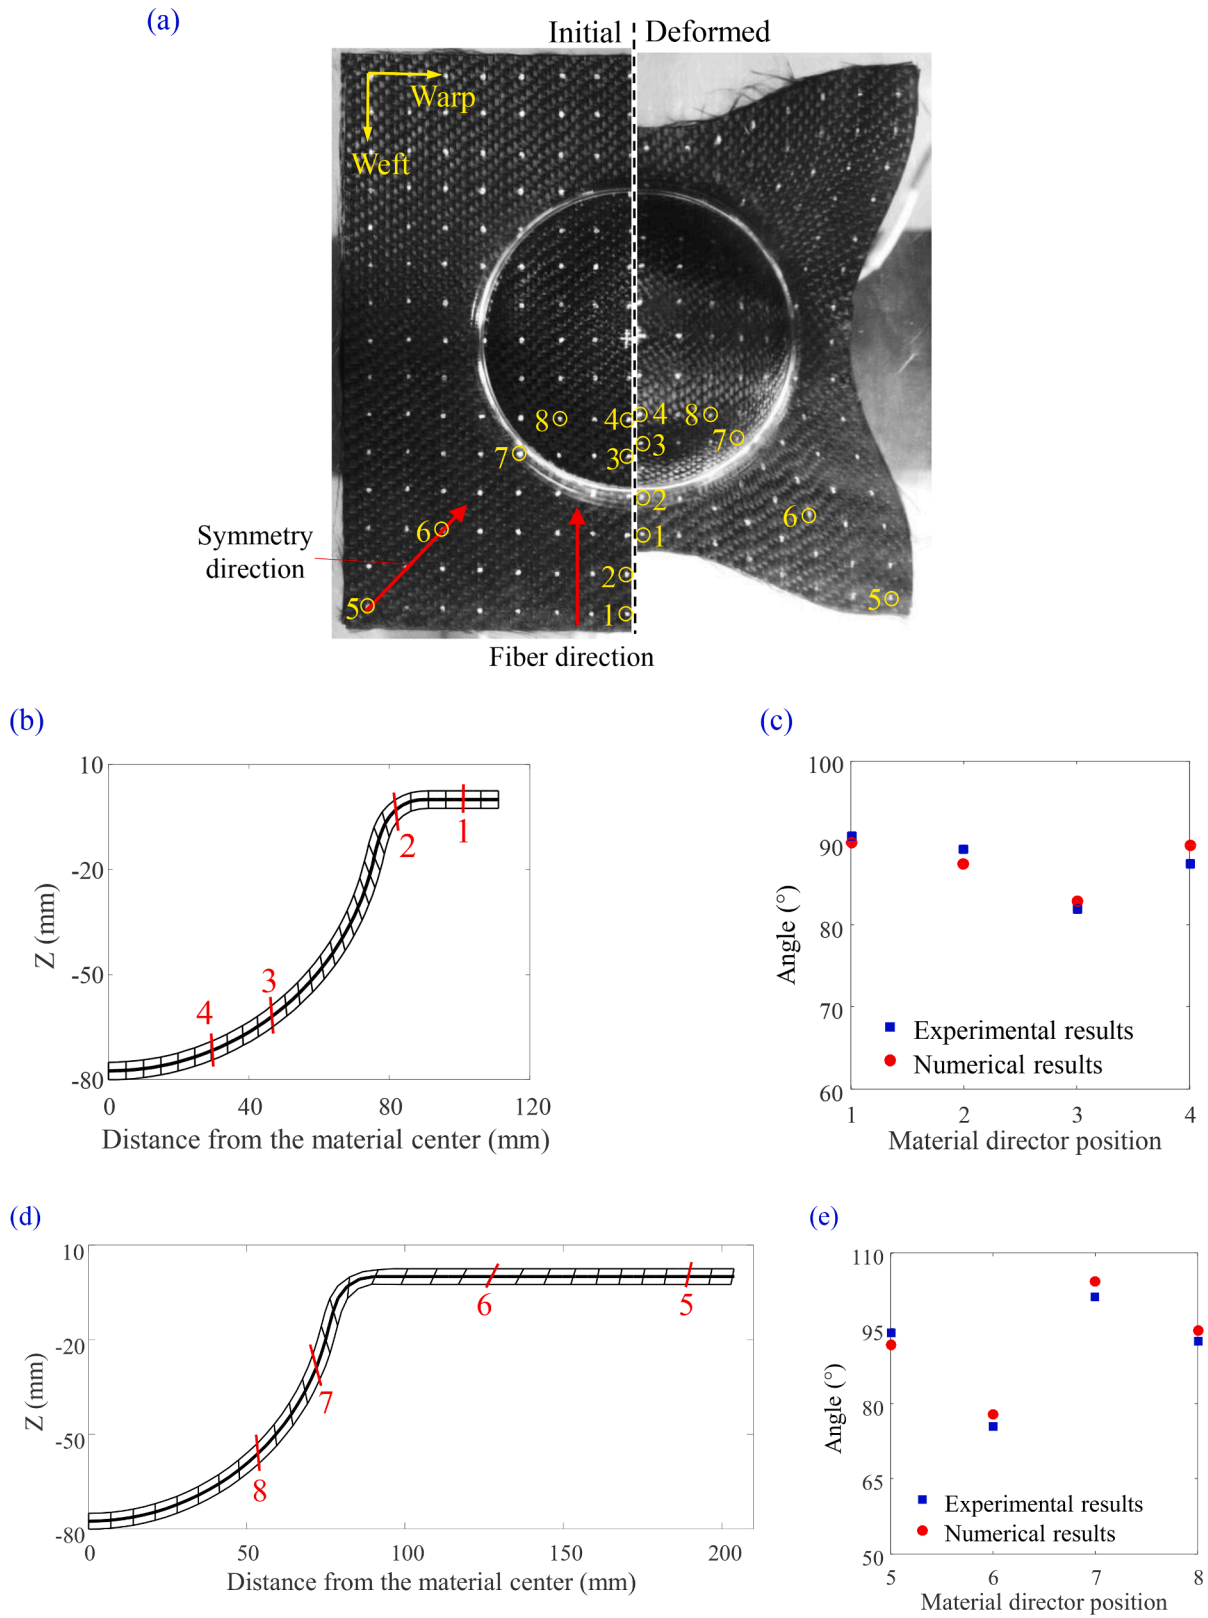 (a)
Initial Deformed
Warp
Weft
8 4 4 8
7 3 3 7
2
6 1 6
Symmetry
direction
2
5 1 5
Fiber direction
(b)
10
-20
-50
-80
Z (mm)
1
2
3
4
0 40 80 120
Distance from the material center (mm)
(c)
100
90
80
70
60
Angle (°)
Experimental results
Numerical results
1 2 3 4
Material director position
(d)
10
-20
-50
-80
Z (mm)
6 5
7
8
0 50 100 150 200
Distance from the material center (mm)
(e)
110
95
80
65
50
Angle (°)
Experimental results
Numerical results
5 6 7 8
Material director position